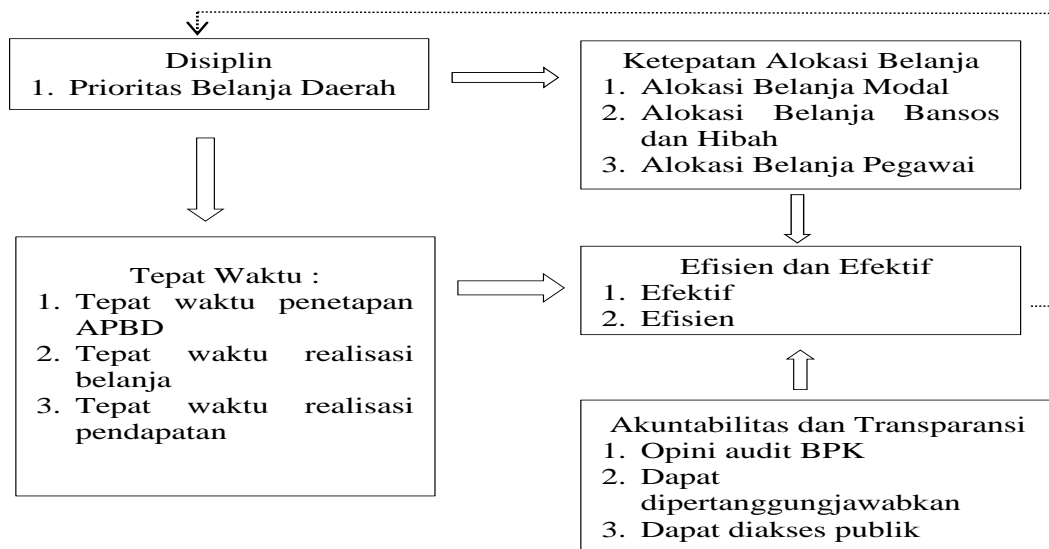 Disiplin
1. Prioritas Belanja Daerah
Ketepatan Alokasi Belanja
1. Alokasi Belanja Modal
2. Alokasi Belanja Bansos
dan Hibah
3. Alokasi Belanja Pegawai
Tepat Waktu :
1. Tepat waktu penetapan
APBD
2. Tepat waktu realisasi
belanja
3. Tepat waktu realisasi
pendapatan
Efisien dan Efektif
1. Efektif
2. Efisien
Akuntabilitas dan Transparansi
1. Opini audit BPK
2. Dapat
dipertanggungjawabkan
3. Dapat diakses publik